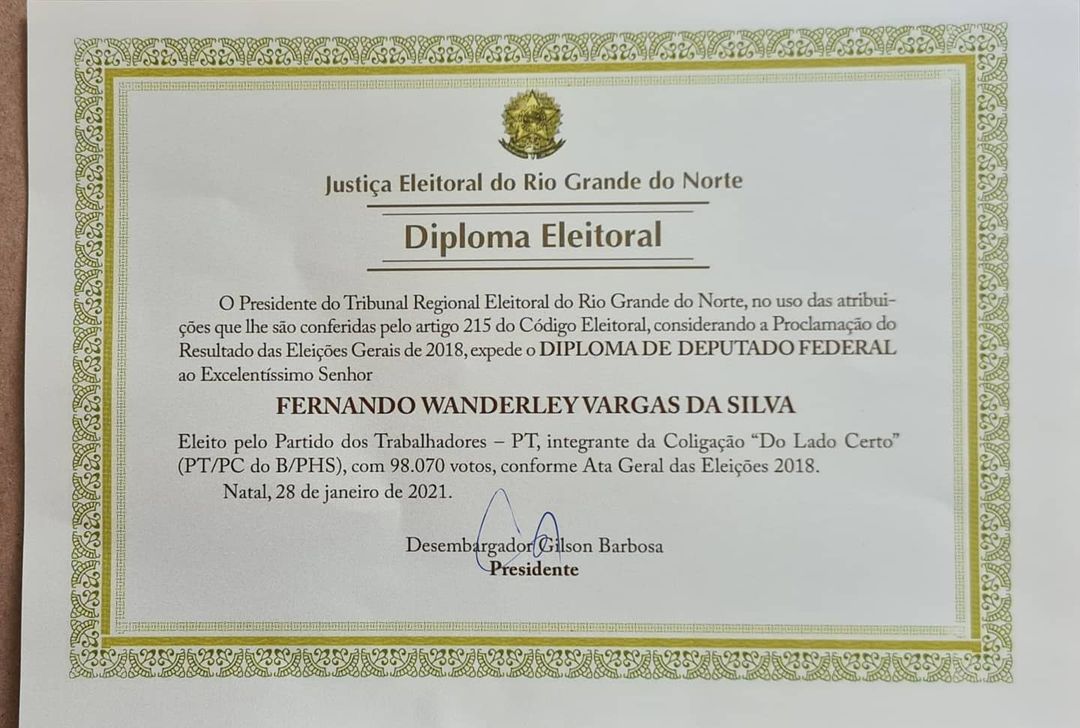 Justiça Eleitoral do Rio Grande do Norte
Diploma Eleitoral
O Presidente do Tribunal Regional Eleitoral do Rio Grande do Norte, no uso das atribui-
ções que lhe são conferidas pelo artigo 215 do Código Eleitoral, considerando a Proclamação do
Resultado das Eleições Gerais de 2018, expede o DIPLOMA DE DEPUTADO FEDERAL
ao Excelentíssimo Senhor
FERNANDO WANDERLEY VARGAS DA SILVA
Eleito pelo Partido dos Trabalhadores – PT, integrante da Coligação “Do Lado Certo”
(PT/PC do B/PHS), com 98.070 votos, conforme Ata Geral das Eleições 2018.
Natal, 28 de janeiro de 2021.
Desembargador Gilson Barbosa
Presidente